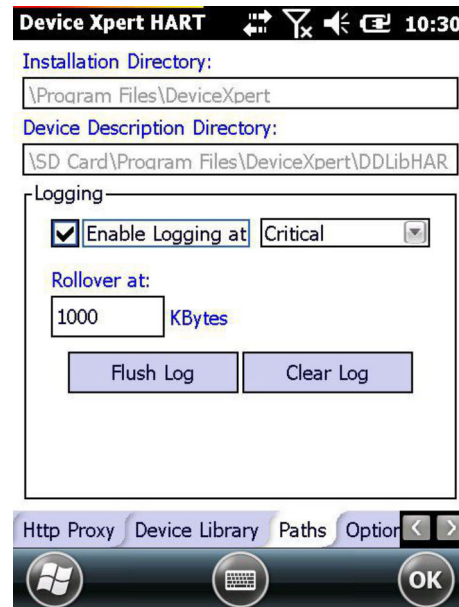 Device Xpert HART 10:30
Installation Directory:
\Program Files\DeviceXpert
Device Description Directory:
\SD Card\Program Files\DeviceXpert\DDLibHAR
Logging
Enable Logging at Critical
Rollover at:
1000 KBytes
Flush Log Clear Log
Http Proxy Device Library Paths Option
OK